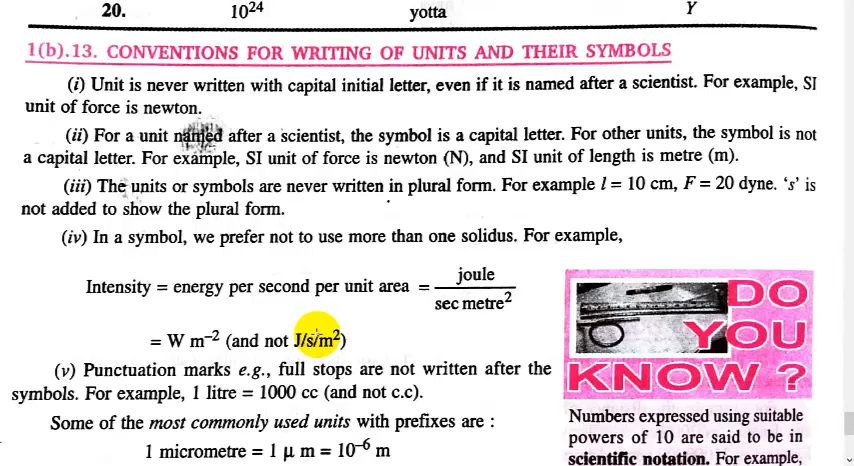 20. 10²⁴ yotta Y
1(b).13. CONVENTIONS FOR WRITING OF UNITS AND THEIR SYMBOLS
(i) Unit is never written with capital initial letter, even if it is named after a scientist. For example, SI
unit of force is newton.
(ii) For a unit named after a scientist, the symbol is a capital letter. For other units, the symbol is not
a capital letter. For example, SI unit of force is newton (N), and SI unit of length is metre (m).
(iii) The units or symbols are never written in plural form. For example l = 10 cm, F = 20 dyne. ‘s’ is
not added to show the plural form.
(iv) In a symbol, we prefer not to use more than one solidus. For example,
Intensity = energy per second per unit area = joule / sec metre²
= W m⁻² (and not J/s/m²)
(v) Punctuation marks e.g., full stops are not written after the
symbols. For example, 1 litre = 1000 cc (and not c.c).
Some of the most commonly used units with prefixes are :
1 micrometre = 1 μ m = 10⁻⁶ m
DO
YOU
KNOW ?
Numbers expressed using suitable
powers of 10 are said to be in
scientific notation. For example,